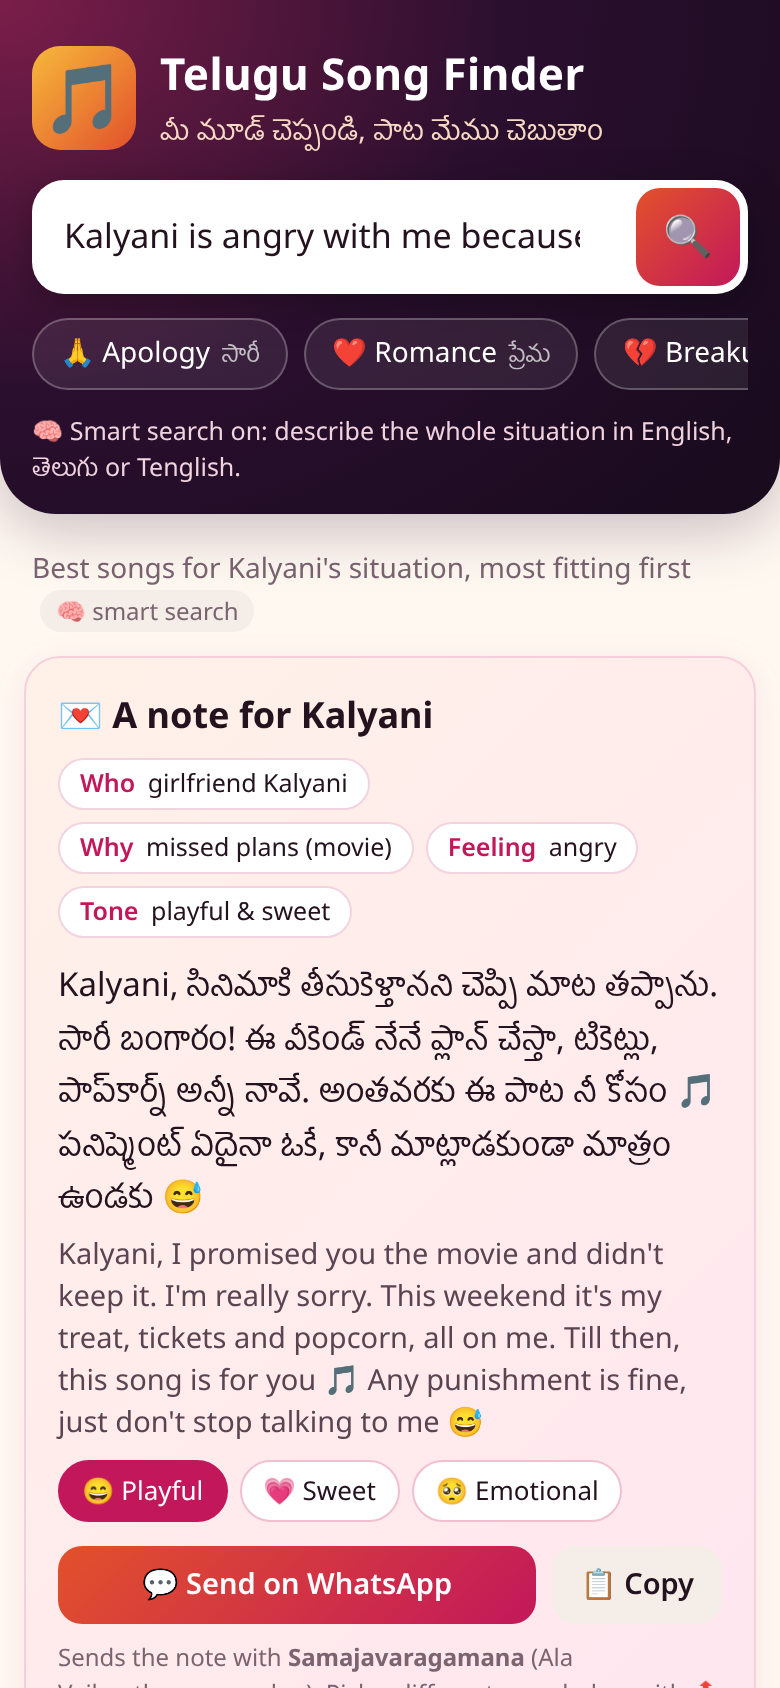 Telugu Song Finder
మీ మూడ్ చెప్పండి, పాట మేము చెబుతాం
Kalyani is angry with me because
🙏 Apology సారీ ❤️ Romance ప్రేమ 💔 Breaku
🧠 Smart search on: describe the whole situation in English,
తెలుగు or Tenglish.
Best songs for Kalyani's situation, most fitting first
🧠 smart search
💌 A note for Kalyani
Who girlfriend Kalyani
Why missed plans (movie) Feeling angry
Tone playful & sweet
Kalyani, సినిమాకి తీసుకెళ్తానని చెప్పి మాట తప్పాను.
సారీ బంగారం! ఈ వీకెండ్ నేనే ప్లాన్ చేస్తా, టికెట్లు,
పాప్‌కార్న్ అన్నీ నావే. అంతవరకు ఈ పాట నీ కోసం 🎵
పనిష్మెంట్ ఏదైనా ఓకే, కానీ మాట్లాడకుండా మాత్రం
ఉండకు 😅
Kalyani, I promised you the movie and didn't
keep it. I'm really sorry. This weekend it's my
treat, tickets and popcorn, all on me. Till then,
this song is for you 🎵 Any punishment is fine,
just don't stop talking to me 😅
😄 Playful 💗 Sweet 🥺 Emotional
💬 Send on WhatsApp 📋 Copy
Sends the note with Samajavaragamana (Ala